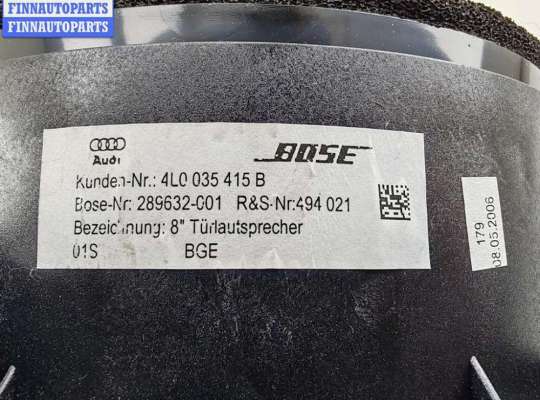 FINNAUTOPARTS
FINNAUTOPARTS
Audi
BOSE
Kunden-Nr.: 4L0 035 415 B
Bose-Nr: 289632-001 R&S-Nr:494 021
Bezeichnung: 8" Türlautsprecher
01S BGE
179
08.05.2006